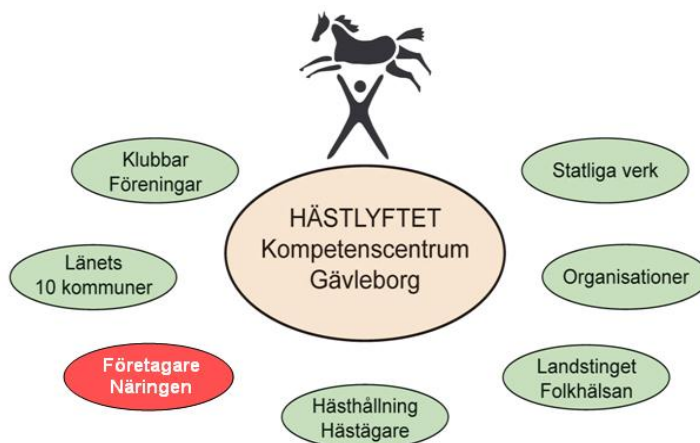 HÄSTLYFTET
Kompetenscentrum
Gävleborg
Klubbar
Föreningar
Statliga verk
Länets
10 kommuner
Organisationer
Företagare
Näringen
Landstinget
Folkhälsan
Hästhållning
Hästägare